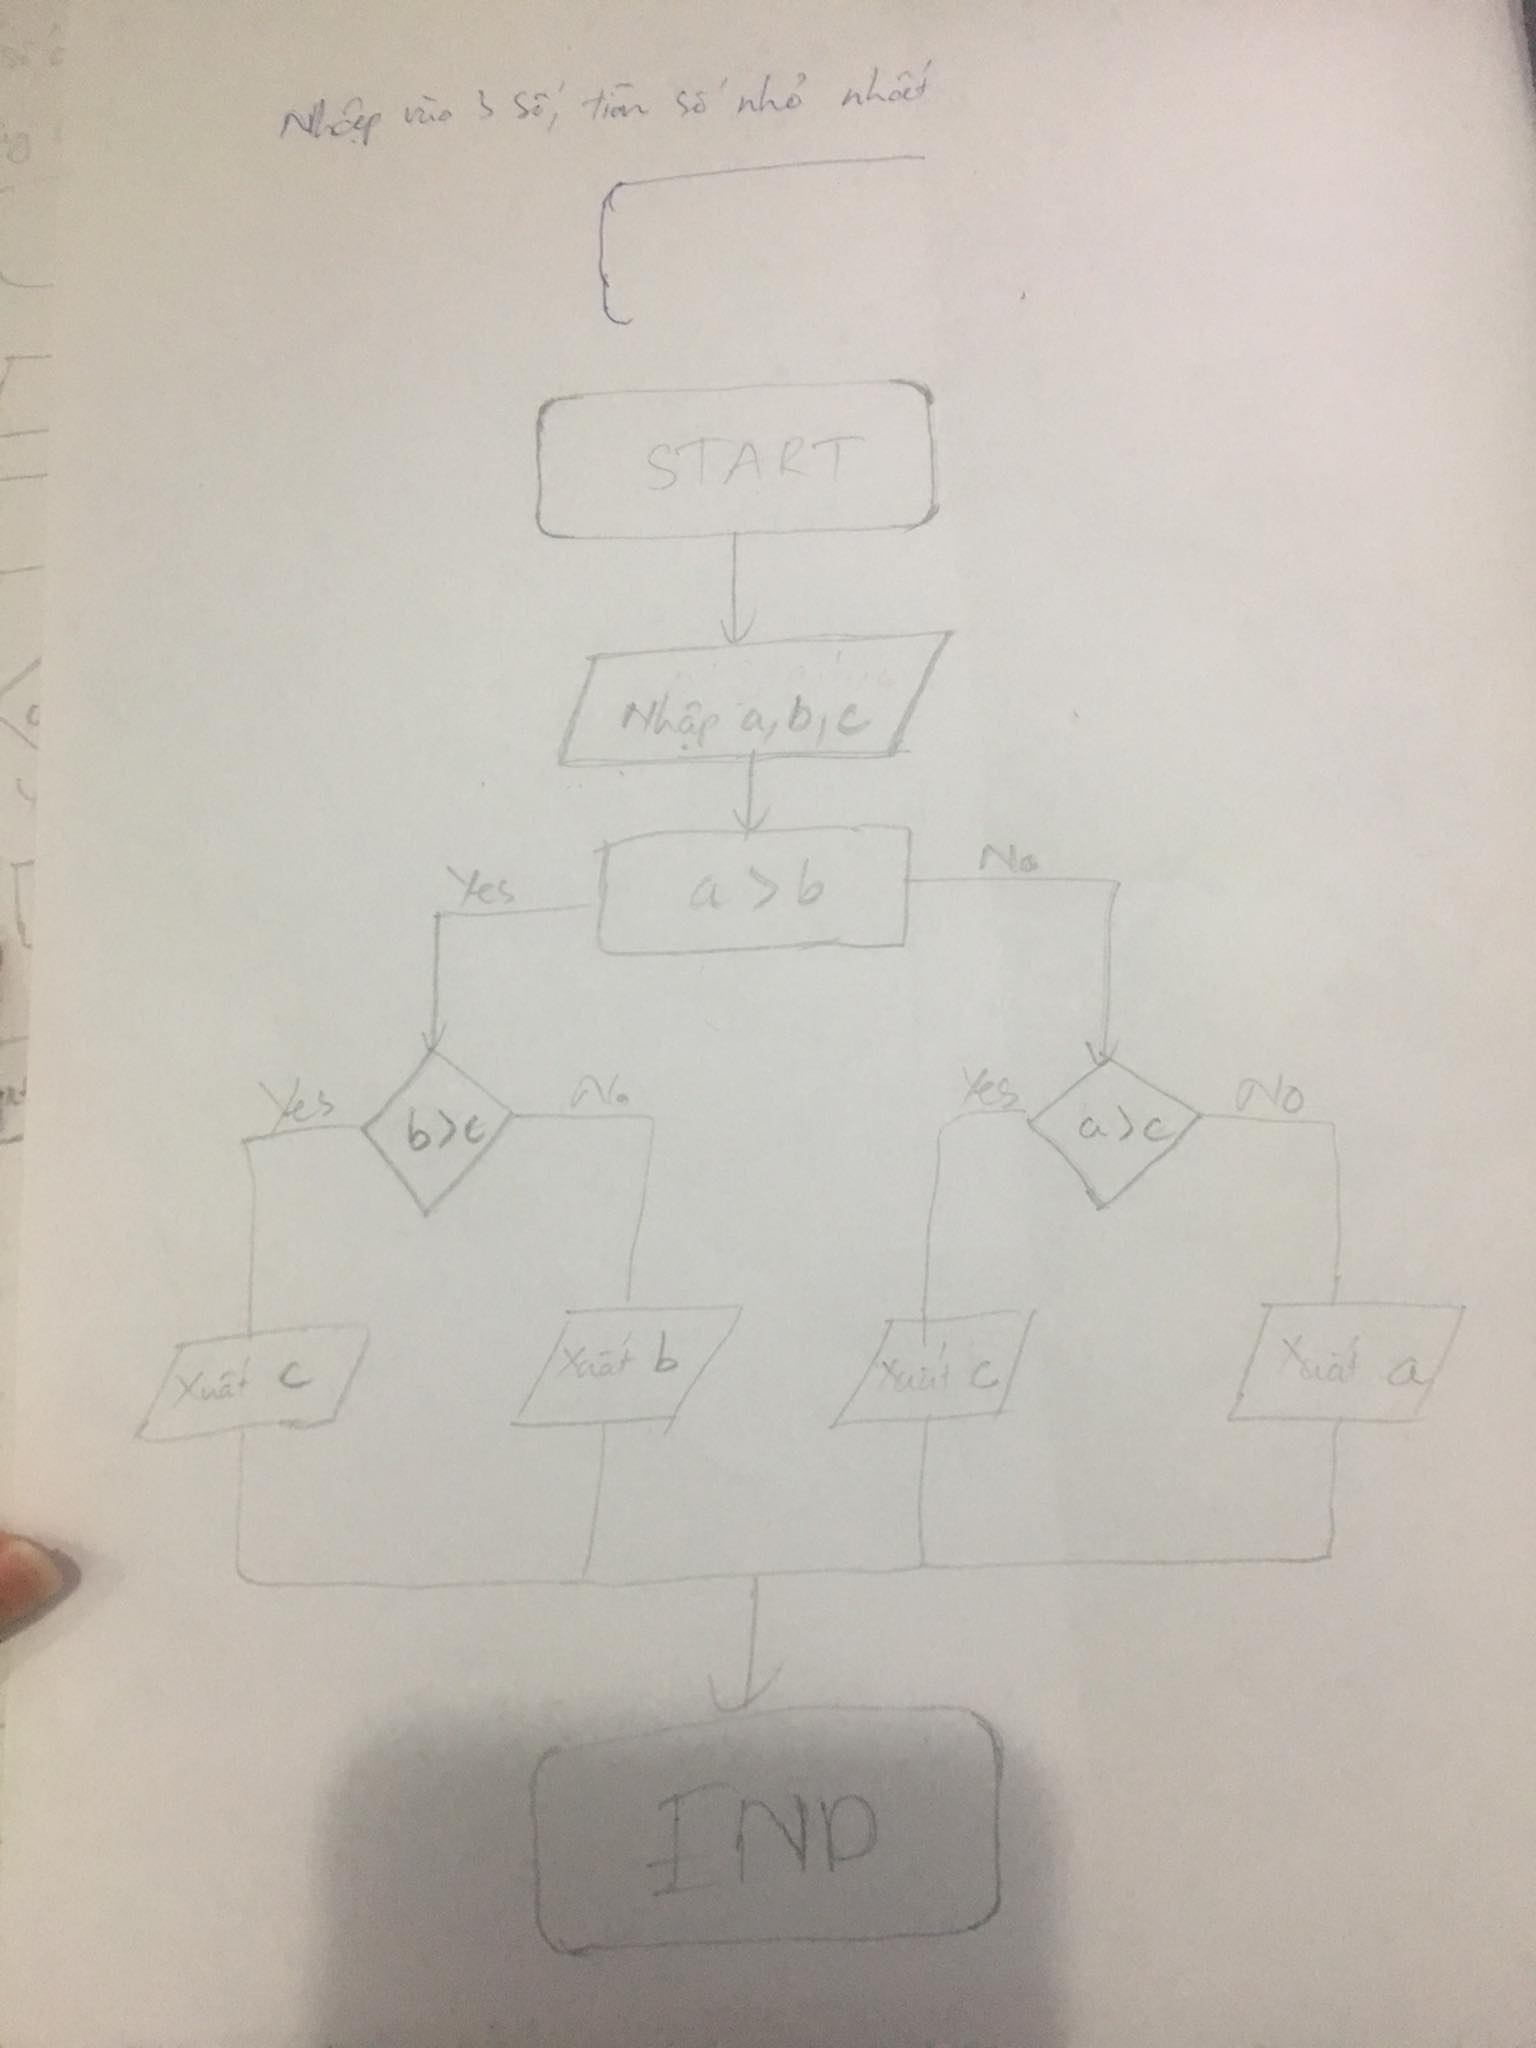 Nhập vào 3 số, tìm số nhỏ nhất
START
Nhập a, b, c
a > b
Yes
No
b>c
Yes
No
a>c
Yes
No
Xuất c
Xuất b
Xuất c
Xuất a
END